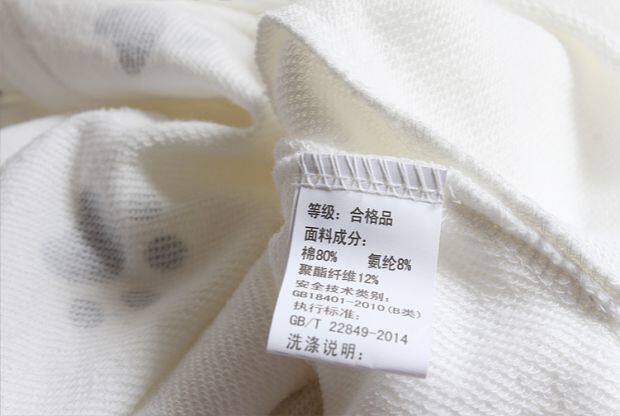 等级：合格品
面料成分：
棉80% 氨纶8%
聚酯纤维12%
安全技术类别：
GB18401-2010(B类)
执行标准：
GB/T 22849-2014
洗涤说明：